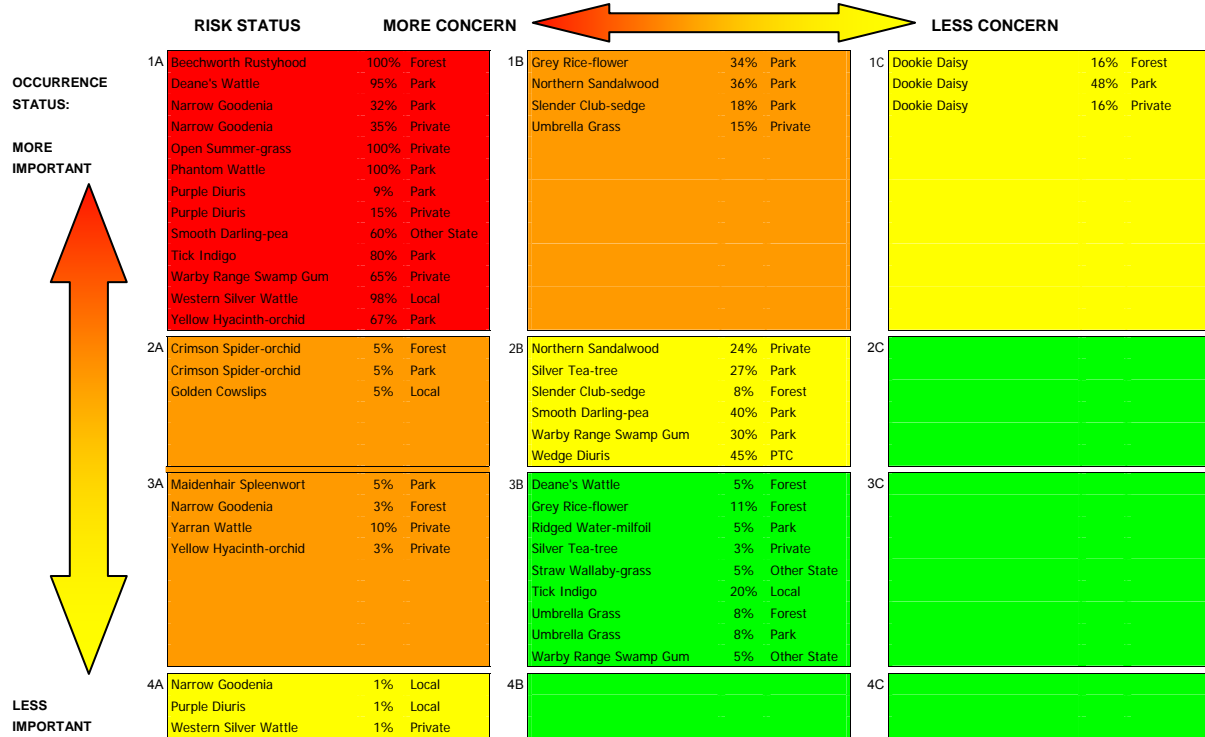 RISK STATUS MORE CONCERN LESS CONCERN
OCCURRENCE
STATUS:
MORE
IMPORTANT
1A Beechworth Rustyhood 100% Forest
Deane's Wattle 95% Park
Narrow Goodenia 32% Park
Narrow Goodenia 35% Private
Open Summer-grass 100% Private
Phantom Wattle 100% Park
Purple Diuris 9% Park
Purple Diuris 15% Private
Smooth Darling-pea 60% Other State
Tick Indigo 80% Park
Warby Range Swamp Gum 65% Private
Western Silver Wattle 98% Local
Yellow Hyacinth-orchid 67% Park
1B Grey Rice-flower 34% Park
Northern Sandalwood 36% Park
Slender Club-sedge 18% Park
Umbrella Grass 15% Private
1C Dookie Daisy 16% Forest
Dookie Daisy 48% Park
Dookie Daisy 16% Private
2A Crimson Spider-orchid 5% Forest
Crimson Spider-orchid 5% Park
Golden Cowslips 5% Local
2B Northern Sandalwood 24% Private
Silver Tea-tree 27% Park
Slender Club-sedge 8% Forest
Smooth Darling-pea 40% Park
Warby Range Swamp Gum 30% Park
Wedge Diuris 45% PTC
2C
3A Maidenhair Spleenwort 5% Park
Narrow Goodenia 3% Forest
Yarran Wattle 10% Private
Yellow Hyacinth-orchid 3% Private
3B Deane's Wattle 5% Forest
Grey Rice-flower 11% Forest
Ridged Water-milfoil 5% Park
Silver Tea-tree 3% Private
Straw Wallaby-grass 5% Other State
Tick Indigo 20% Local
Umbrella Grass 8% Forest
Umbrella Grass 8% Park
Warby Range Swamp Gum 5% Other State
3C
LESS
IMPORTANT
4A Narrow Goodenia 1% Local
Purple Diuris 1% Local
Western Silver Wattle 1% Private
4B
4C